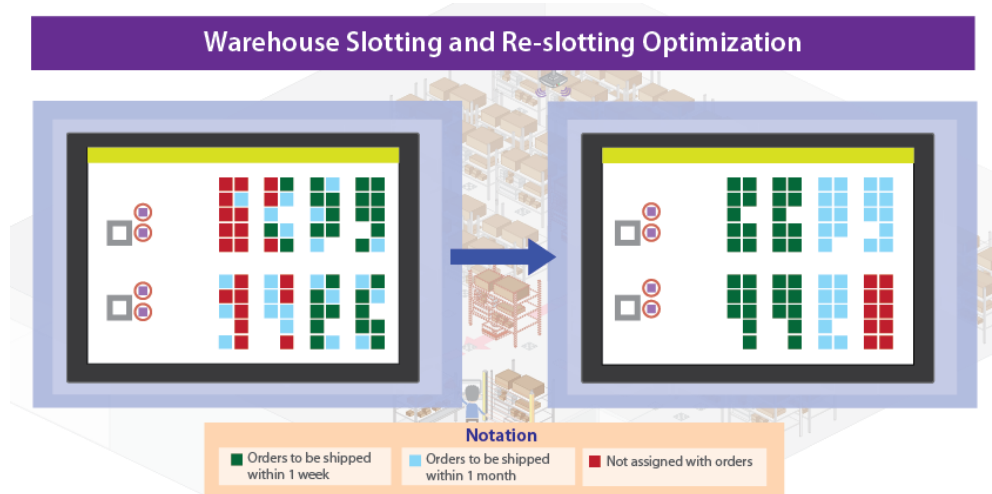 Warehouse Slotting and Re-slotting Optimization
Notation
Orders to be shipped
within 1 week
Orders to be shipped
within 1 month
Not assigned with orders